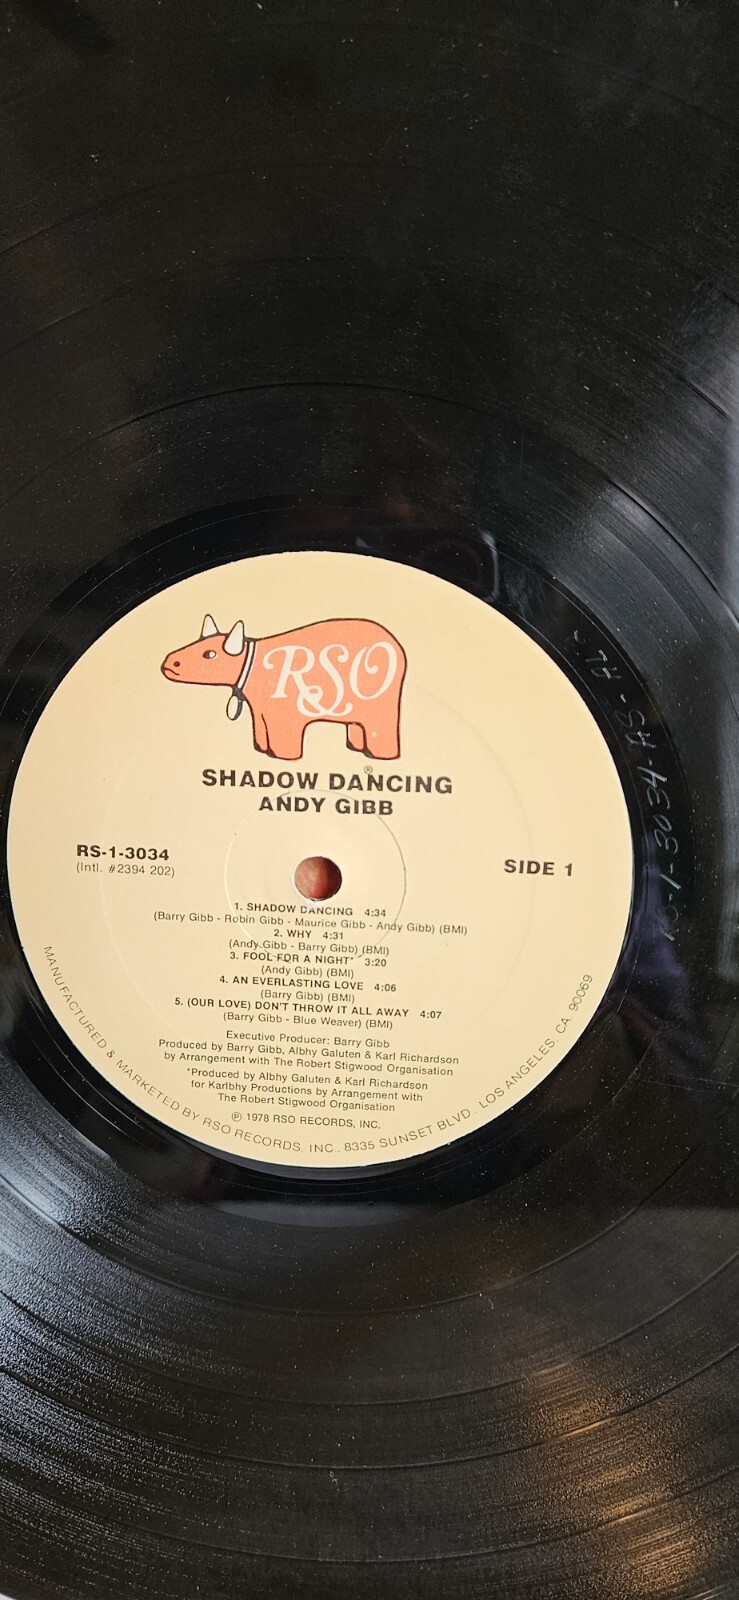 RSO
®
SHADOW DANCING
ANDY GIBB
RS-1-3034
(Intl. #2394 202)
SIDE 1
1. SHADOW DANCING 4:34
(Barry Gibb - Robin Gibb - Maurice Gibb - Andy Gibb) (BMI)
2. WHY 4:31
(Andy Gibb - Barry Gibb) (BMI)
3. FOOL FOR A NIGHT* 3:20
(Andy Gibb) (BMI)
4. AN EVERLASTING LOVE 4:06
(Barry Gibb) (BMI)
5. (OUR LOVE) DON'T THROW IT ALL AWAY 4:07
(Barry Gibb - Blue Weaver) (BMI)
Executive Producer: Barry Gibb
Produced by Barry Gibb, Albhy Galuten & Karl Richardson
by Arrangement with The Robert Stigwood Organisation
*Produced by Albhy Galuten & Karl Richardson
for Karlbhy Productions by Arrangement with
The Robert Stigwood Organisation
℗ 1978 RSO RECORDS, INC.
MANUFACTURED & MARKETED BY RSO RECORDS, INC., 8335 SUNSET BLVD., LOS ANGELES, CA. 90069